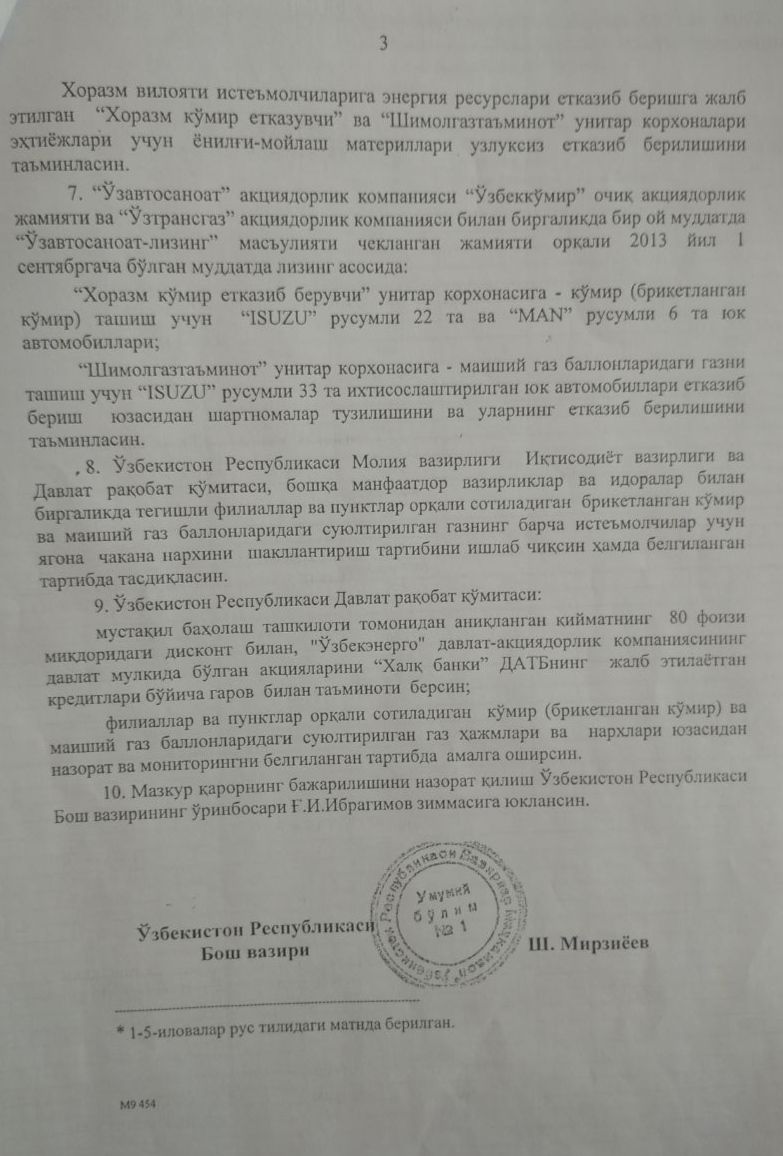 3
Хоразм вилояти истеъмолчиларига энергия ресурслари етказиб беришга жалб
этилган “Хоразм кўмир етказувчи” ва “Шимолгазтаъминот” унитар корхоналари
эҳтиёжлари учун ёнилғи-мойлаш материллари узлуксиз етказиб берилишини
таъминласин.
7. “Ўзавтосаноат” акциядорлик компанияси “Ўзбеккўмир” очиқ акциядорлик
жамияти ва “Ўзтрансгаз” акциядорлик компанияси билан биргаликда бир ой муддатда
“Ўзавтосаноат-лизинг” масъулияти чекланган жамияти орқали 2013 йил 1
сентябргача бўлган муддатда лизинг асосида:
“Хоразм кўмир етказиб берувчи” унитар корхонасига - кўмир (брикетланган
кўмир) ташиш учун “ISUZU” русумли 22 та ва “MAN” русумли 6 та юк
автомобиллари;
“Шимолгазтаъминот” унитар корхонасига - маиший газ баллонларидаги газни
ташиш учун “ISUZU” русумли 33 та ихтисослаштирилган юк автомобиллари етказиб
бериш юзасидан шартномалар тузилишини ва уларнинг етказиб берилишини
таъминласин.
8. Ўзбекистон Республикаси Молия вазирлиги Иқтисодиёт вазирлиги ва
Давлат рақобат қўмитаси, бошқа манфаатдор вазирликлар ва идоралар билан
биргаликда тегишли филиаллар ва пунктлар орқали сотиладиган брикетланган кўмир
ва маиший газ баллонларидаги суюлтирилган газнинг барча истеъмолчилар учун
ягона чакана нархини шакллантириш тартибини ишлаб чиқсин ҳамда белгиланган
тартибда тасдиқласин.
9. Ўзбекистон Республикаси Давлат рақобат қўмитаси:
мустақил баҳолаш ташкилоти томонидан аниқланган қийматнинг 80 фоизи
миқдоридаги дисконт билан, "Ўзбекэнерго" давлат-акциядорлик компаниясининг
давлат мулкида бўлган акцияларини “Халқ банки” ДАТБнинг жалб этилаётган
кредитлари бўйича гаров билан таъминоти берсин;
филиаллар ва пунктлар орқали сотиладиган кўмир (брикетланган кўмир) ва
маиший газ баллонларидаги суюлтирилган газ ҳажмлари ва нархлари юзасидан
назорат ва мониторингни белгиланган тартибда амалга оширсин.
10. Мазкур қарорнинг бажарилишини назорат қилиш Ўзбекистон Республикаси
Бош вазирининг ўринбосари Ғ.И.Ибрагимов зиммасига юклансин.
Ўзбекистон Республикаси Вазирлар Маҳкамаси
Умумий
бўлим
№ 1
Ўзбекистон Республикаси
Бош вазири
Ш. Мирзиёев
* 1-5-иловалар рус тилидаги матнда берилган.
М9 454